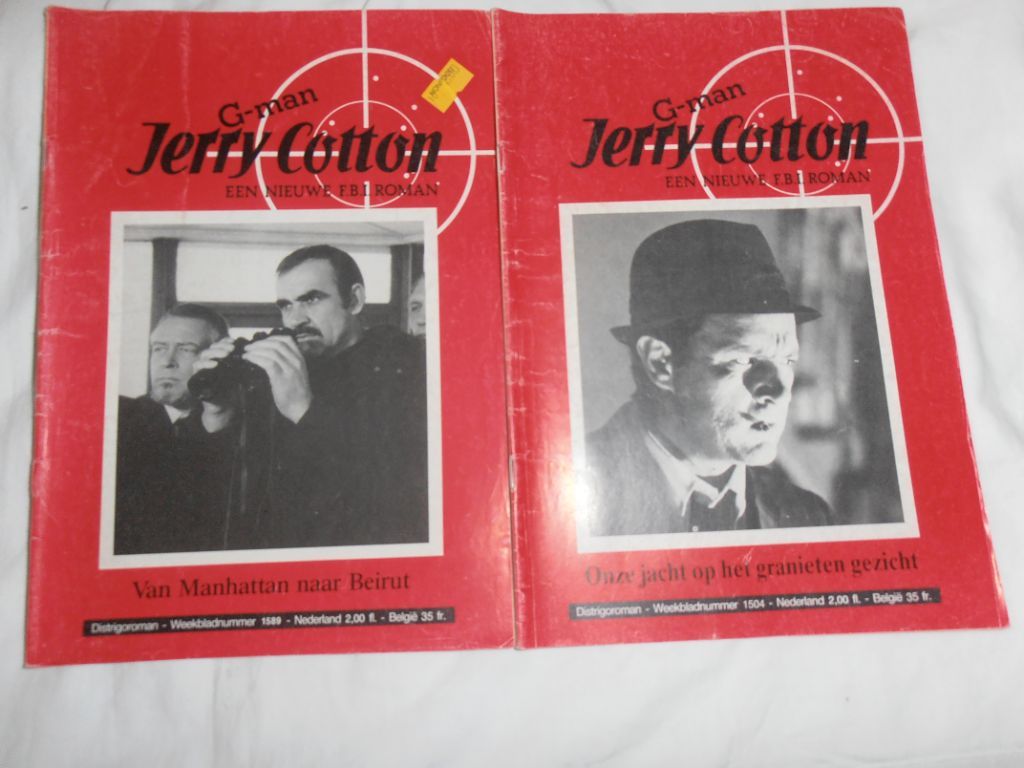 G-man
Jerry Cotton
EEN NIEUWE F.B.I. ROMAN
Van Manhattan naar Beirut
Distrigoroman - Weekbladnummer 1589 - Nederland 2,00 fl. - België 35 fr.
G-man
Jerry Cotton
EEN NIEUWE F.B.I. ROMAN
Onze jacht op het granieten gezicht
Distrigoroman - Weekbladnummer 1504 - Nederland 2,00 fl. - België 35 fr.